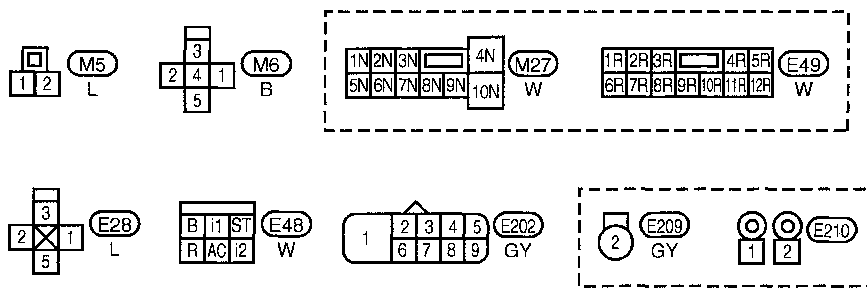 M5
1 2
L
3
2 4 1
5
M6
B
1N 2N 3N 4N
5N 6N 7N 8N 9N 10N
M27
W
1R 2R 3R 4R 5R
6R 7R 8R 9R 10R 11R 12R
E49
W
3
2 1
5
E28
L
B i1 ST
R AC i2
E48
W
1 2 3 4 5
6 7 8 9
E202
GY
2
E209
GY
1 2
E210